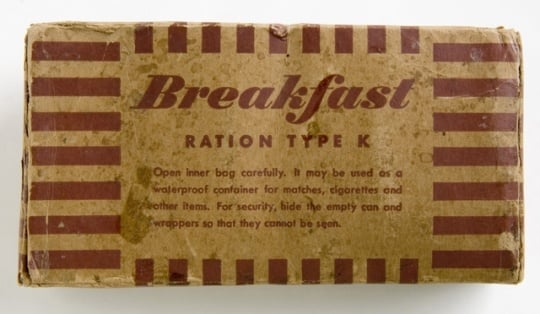 Breakfast
RATION TYPE K
Open inner bag carefully. It may be used as a
waterproof container for matches, cigarettes and
other items. For security, hide the empty can and
wrappers so that they cannot be seen.